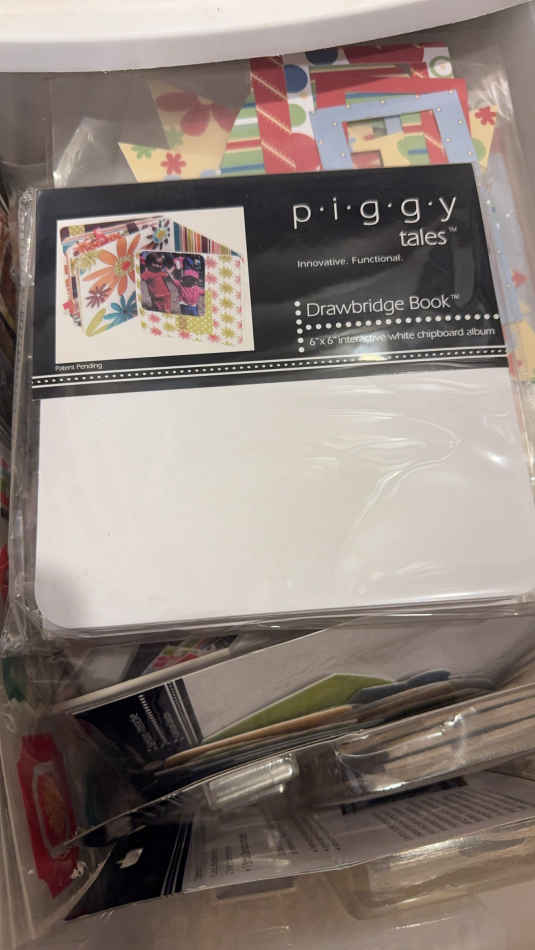 p·i·g·g·y
tales™
Innovative. Functional.
Drawbridge Book™
6"x 6" interactive white chipboard album
Patent Pending